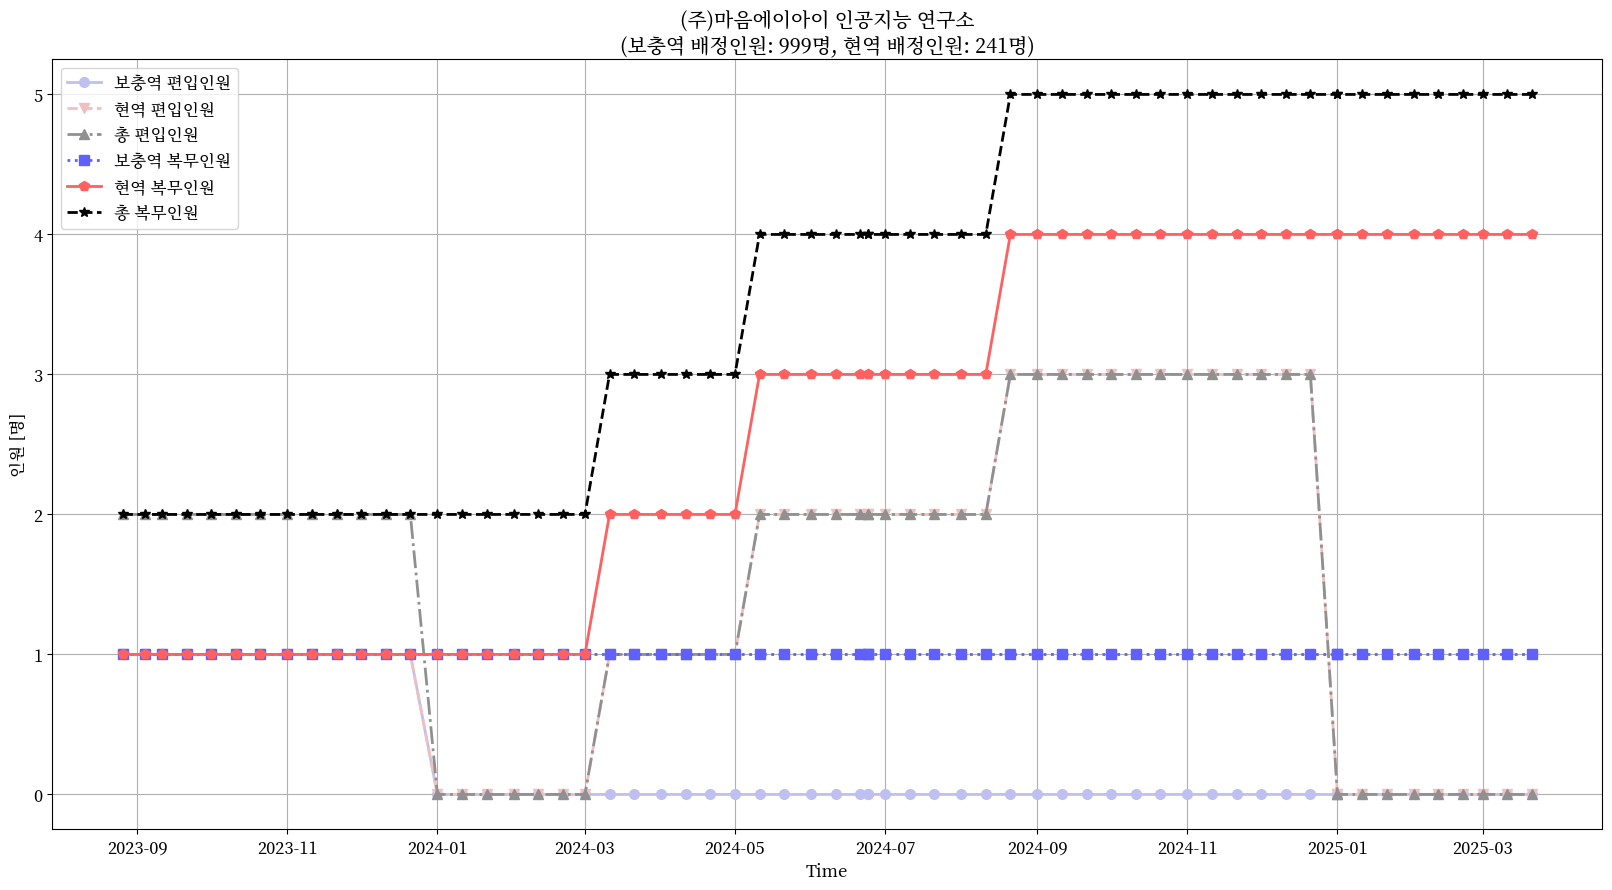 (주)마음에이아이 인공지능 연구소
(보충역 배정인원: 999명, 현역 배정인원: 241명)
보충역 편입인원
현역 편입인원
총 편입인원
보충역 복무인원
현역 복무인원
총 복무인원
인원 [명]
5
4
3
2
1
0
2023-09
2023-11
2024-01
2024-03
2024-05
2024-07
2024-09
2024-11
2025-01
2025-03
Time